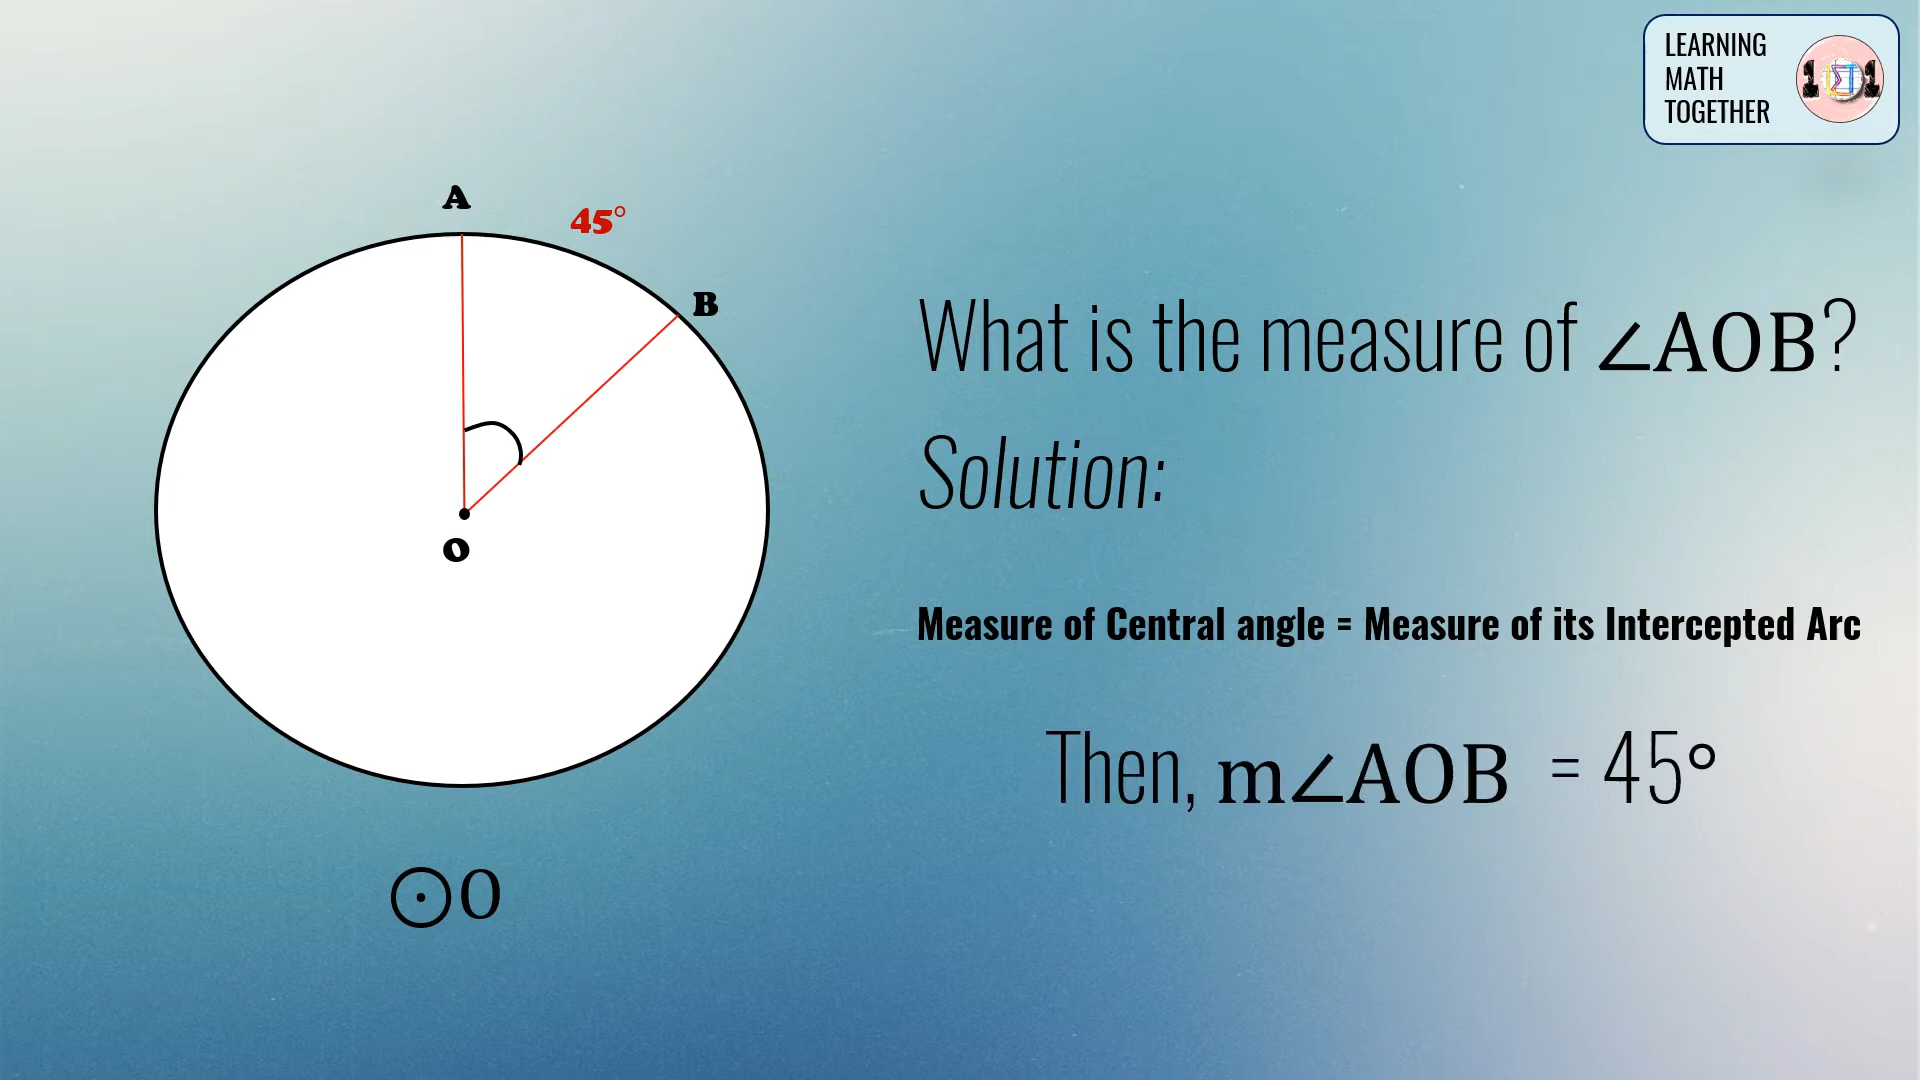 LEARNING
MATH
TOGETHER
A
45°
B
O
⊙O
What is the measure of ∠AOB?
Solution:
Measure of Central angle = Measure of its Intercepted Arc
Then, m∠AOB = 45°